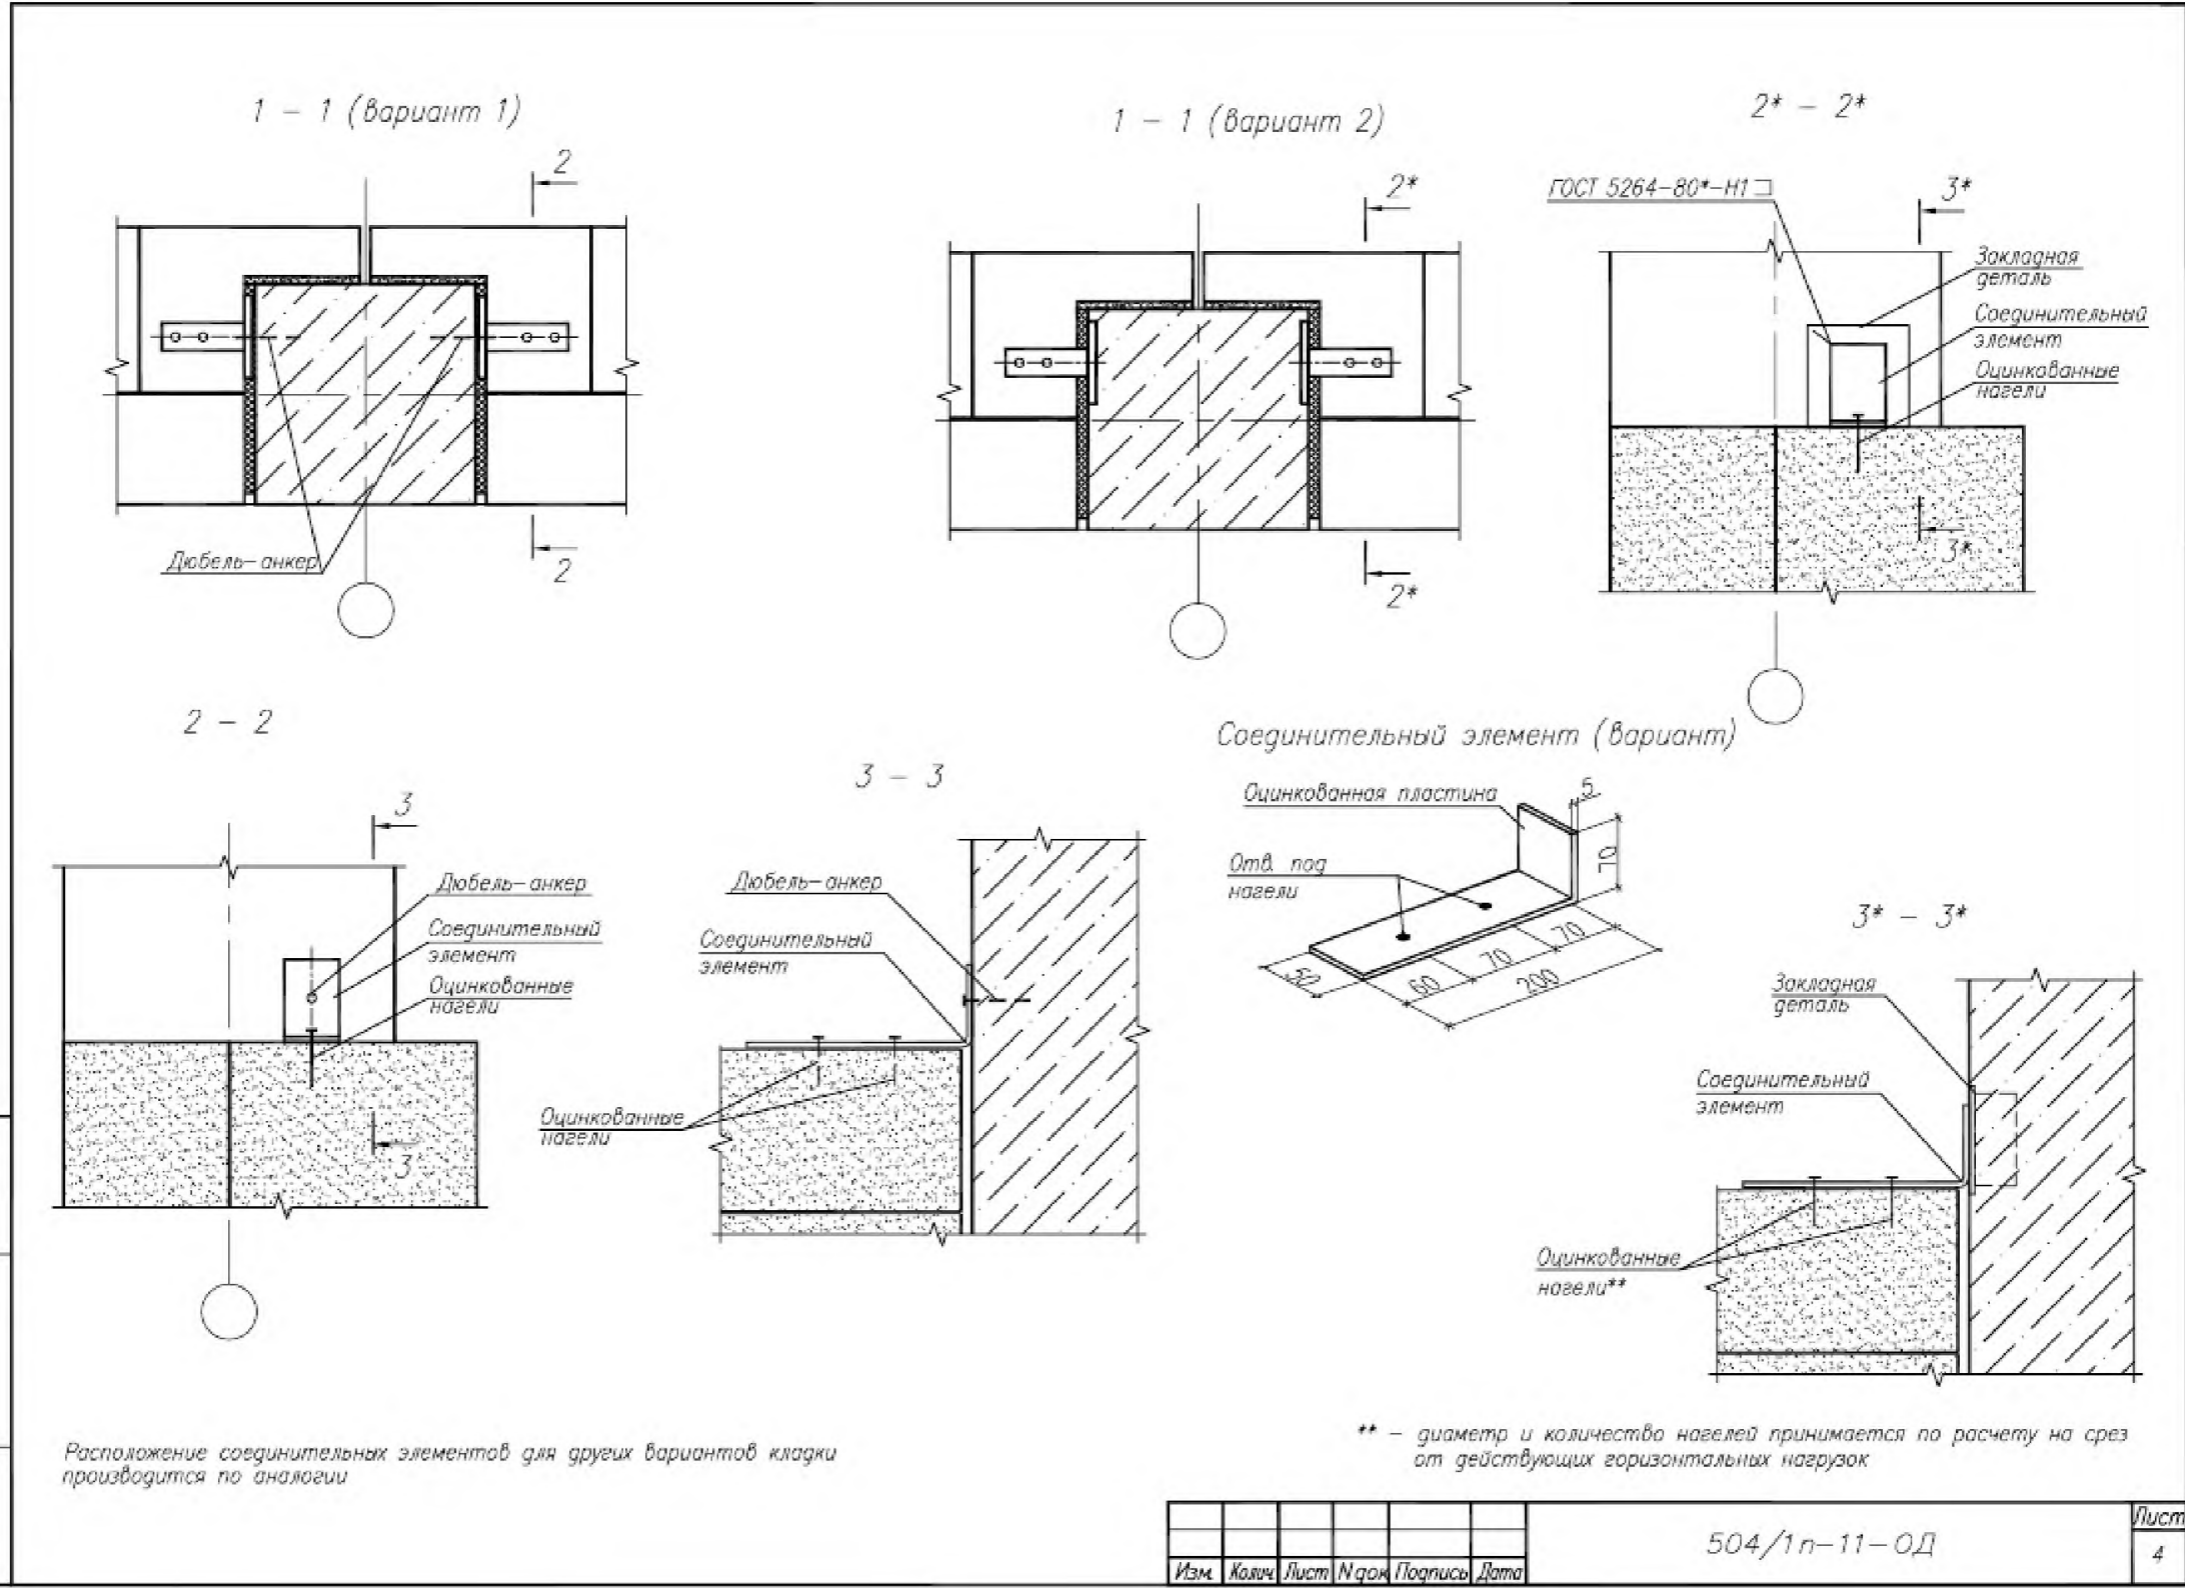 1 – 1 (вариант 1)
2
Дюбель-анкер
2
1 – 1 (вариант 2)
2*
2*
2* – 2*
ГОСТ 5264-80*-Н1
3*
Закладная
деталь
Соединительный
элемент
Оцинкованные
нагели
3*
2 – 2
3
Дюбель-анкер
Соединительный
элемент
Оцинкованные
нагели
3
3 – 3
Дюбель-анкер
Соединительный
элемент
Оцинкованные
нагели
Соединительный элемент (вариант)
Оцинкованная пластина
5
70
Отв. под
нагели
50
60
70
70
200
3* – 3*
Закладная
деталь
Соединительный
элемент
Оцинкованные
нагели**
Расположение соединительных элементов для других вариантов кладки
производится по аналогии
** – диаметр и количество нагелей принимается по расчету на срез
от действующих горизонтальных нагрузок
Изм. Колич Лист N док Подпись Дата
504/1п-11-ОД
Лист
4